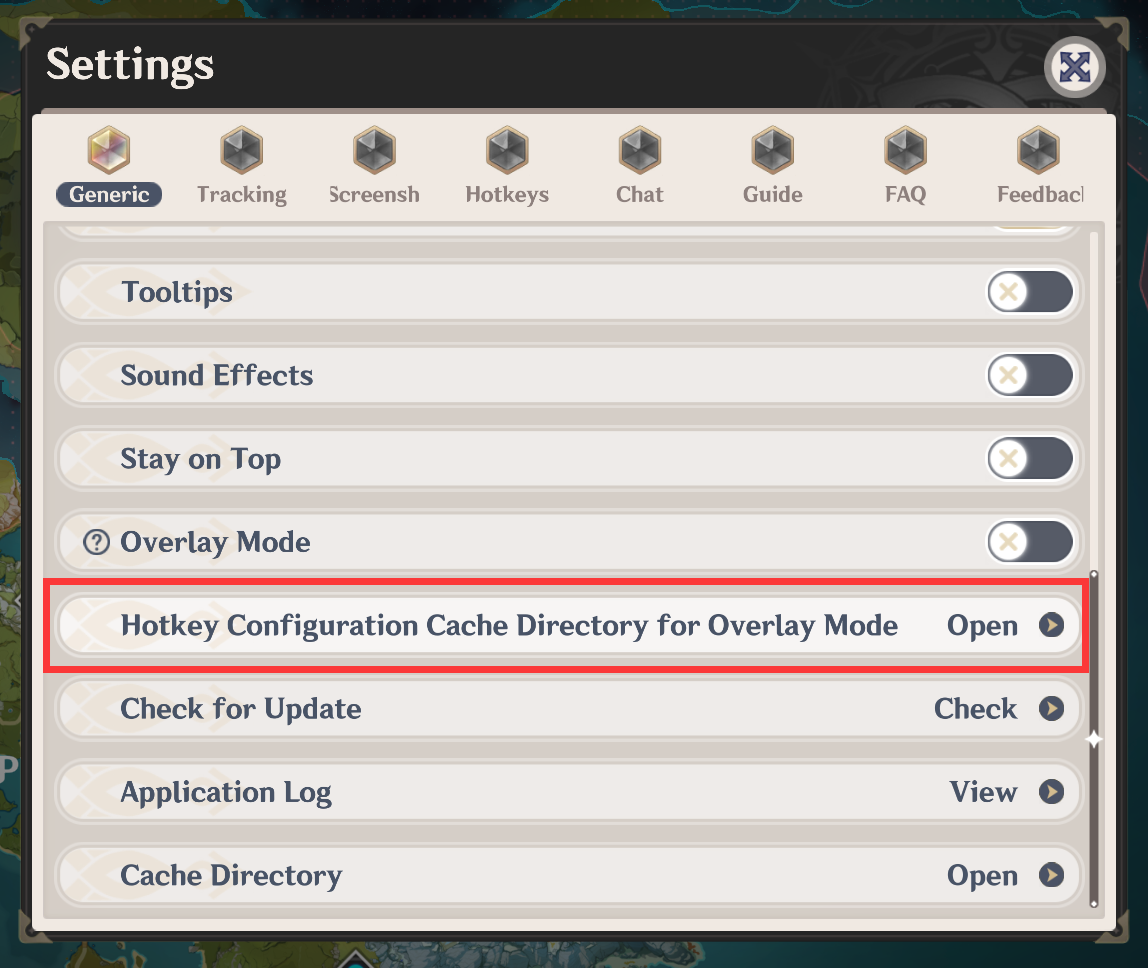 Settings
Generic Tracking Screensh Hotkeys Chat Guide FAQ Feedbac
Tooltips
Sound Effects
Stay on Top
? Overlay Mode
Hotkey Configuration Cache Directory for Overlay Mode Open
Check for Update Check
Application Log View
Cache Directory Open
P